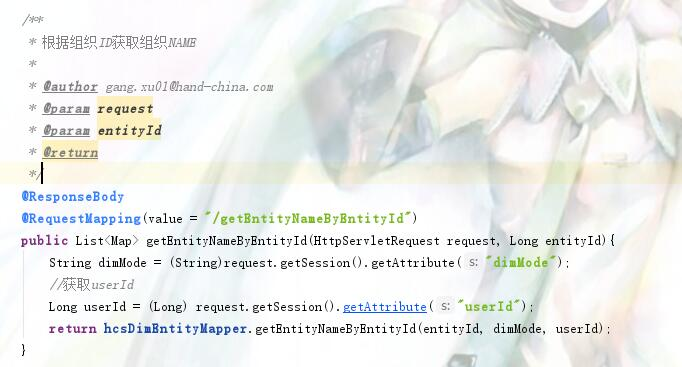 /**
* 根据组织ID获取组织NAME
*
* @author gang.xu01@hand-china.com
* @param request
* @param entityId
* @return
*/
@ResponseBody
@RequestMapping(value = "/getEntityNameByEntityId")
public List<Map> getEntityNameByEntityId(HttpServletRequest request, Long entityId){
String dimMode = (String)request.getSession().getAttribute( s: "dimMode");
//获取userId
Long userId = (Long) request.getSession().getAttribute( s: "userId");
return hcsDimEntityMapper.getEntityNameByEntityId(entityId, dimMode, userId);
}